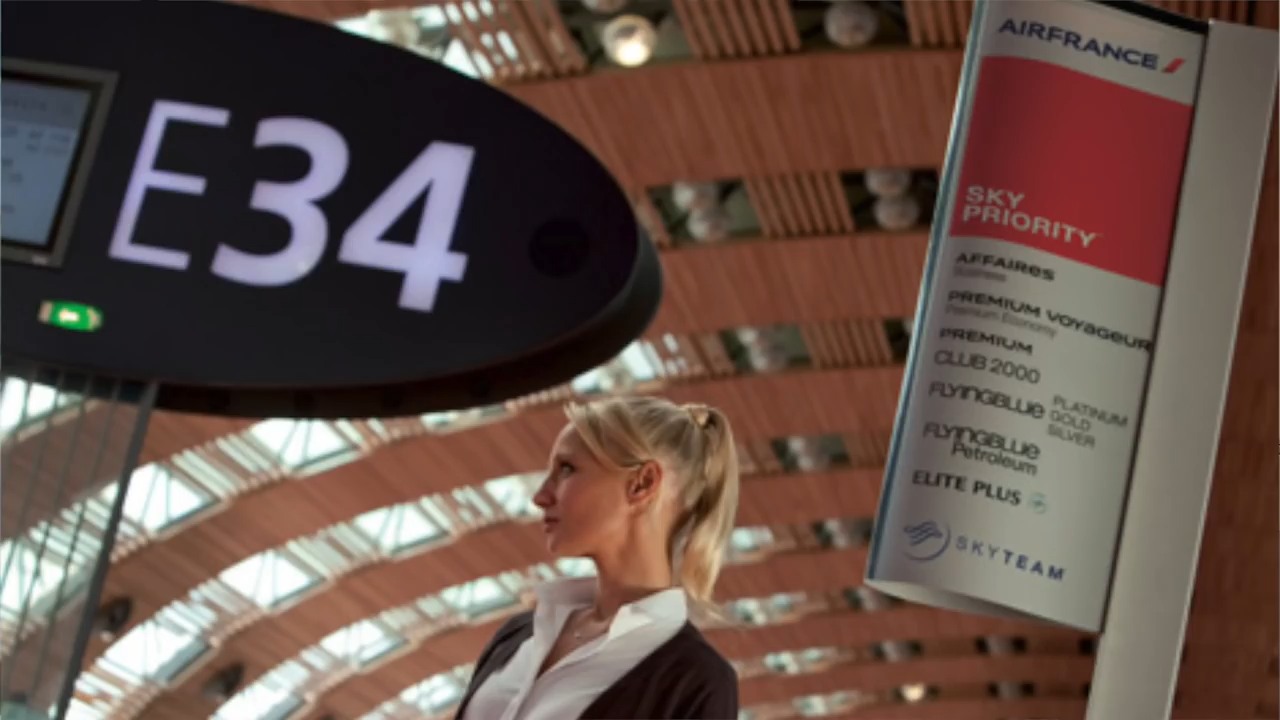 E34
AIRFRANCE
SKY
PRIORITY
AFFAIRES
Business
PREMIUM VOYAGEUR
Premium Economy
PREMIUM
CLUB 2000
FLYINGBLUE PLATINUM
GOLD
SILVER
FLYINGBLUE
Petroleum
ELITE PLUS
SKYTEAM